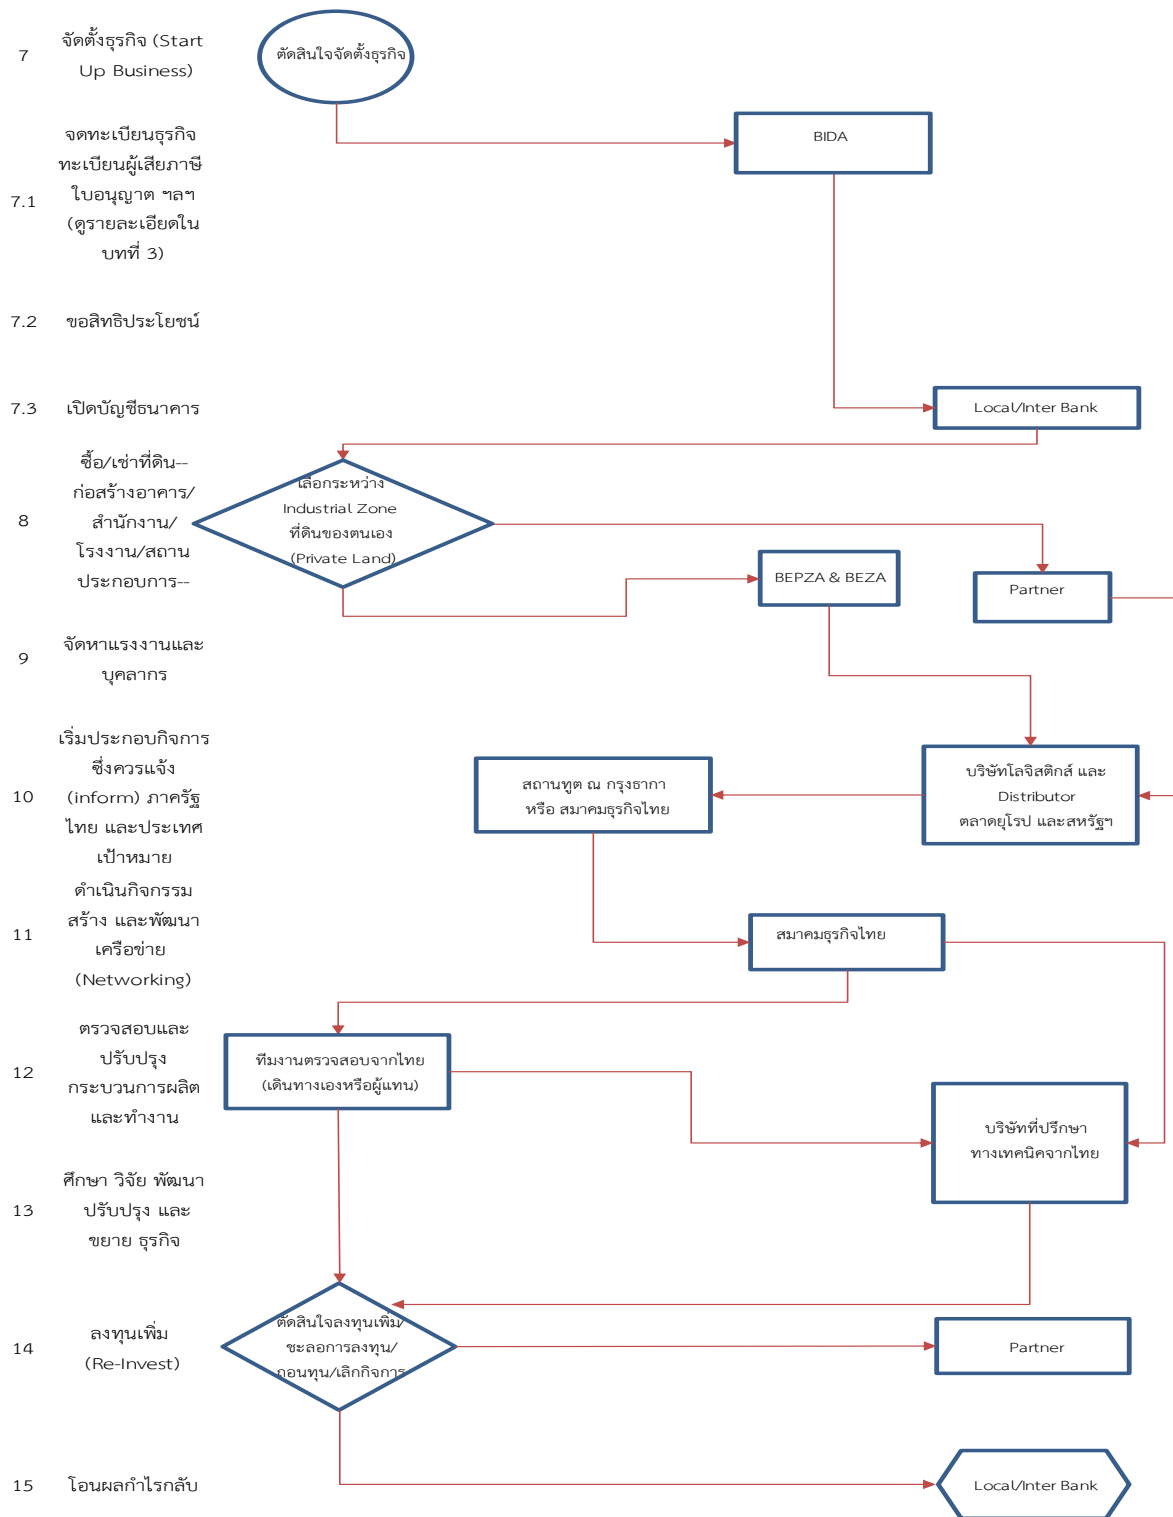 7
จัดตั้งธุรกิจ (Start
Up Business)
ตัดสินใจจัดตั้งธุรกิจ
7.1
จดทะเบียนธุรกิจ
ทะเบียนผู้เสียภาษี
ใบอนุญาต ฯลฯ
(ดูรายละเอียดใน
บทที่ 3)
BIDA
7.2
ขอสิทธิประโยชน์
7.3
เปิดบัญชีธนาคาร
Local/Inter Bank
8
ซื้อ/เช่าที่ดิน--
ก่อสร้างอาคาร/
สำนักงาน/
โรงงาน/สถาน
ประกอบการ--
เลือกระหว่าง
Industrial Zone
ที่ดินของตนเอง
(Private Land)
BEPZA & BEZA
Partner
9
จัดหาแรงงานและ
บุคลากร
10
เริ่มประกอบกิจการ
ซึ่งควรแจ้ง
(inform) ภาครัฐ
ไทย และประเทศ
เป้าหมาย
สถานทูต ณ กรุงธากา
หรือ สมาคมธุรกิจไทย
บริษัทโลจิสติกส์ และ
Distributor
ตลาดยุโรป และสหรัฐฯ
11
ดำเนินกิจกรรม
สร้าง และพัฒนา
เครือข่าย
(Networking)
สมาคมธุรกิจไทย
12
ตรวจสอบและ
ปรับปรุง
กระบวนการผลิต
และทำงาน
ทีมงานตรวจสอบจากไทย
(เดินทางเองหรือผู้แทน)
บริษัทที่ปรึกษา
ทางเทคนิคจากไทย
13
ศึกษา วิจัย พัฒนา
ปรับปรุง และ
ขยาย ธุรกิจ
14
ลงทุนเพิ่ม
(Re-Invest)
ตัดสินใจลงทุนเพิ่ม/
ชะลอการลงทุน/
ถอนทุน/เลิกกิจการ
Partner
15
โอนผลกำไรกลับ
Local/Inter Bank